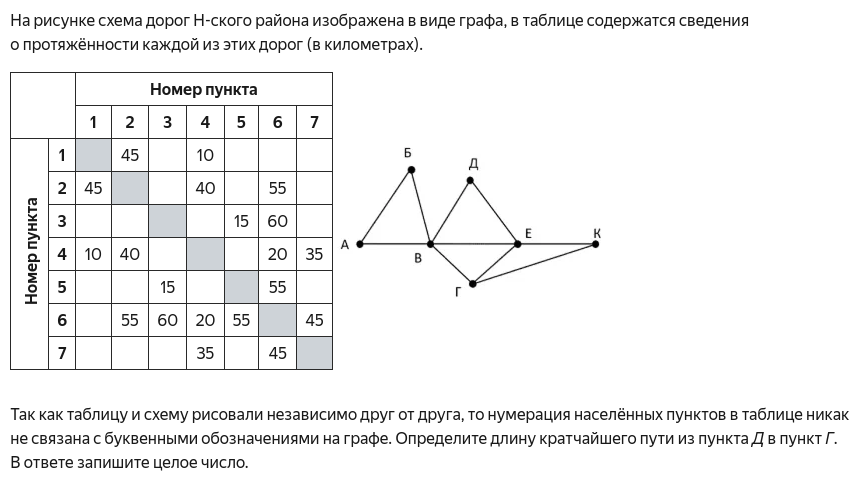 На рисунке схема дорог Н-ского района изображена в виде графа, в таблице содержатся сведения
о протяжённости каждой из этих дорог (в километрах).
Номер пункта
1 2 3 4 5 6 7
Номер пункта
1 45 10
2 45 40 55
3 15 60
4 10 40 20 35
5 15 55
6 55 60 20 55 45
7 35 45
Б
Д
А
В
Е
К
Г
Так как таблицу и схему рисовали независимо друг от друга, то нумерация населённых пунктов в таблице никак
не связана с буквенными обозначениями на графе. Определите длину кратчайшего пути из пункта Д в пункт Г.
В ответе запишите целое число.